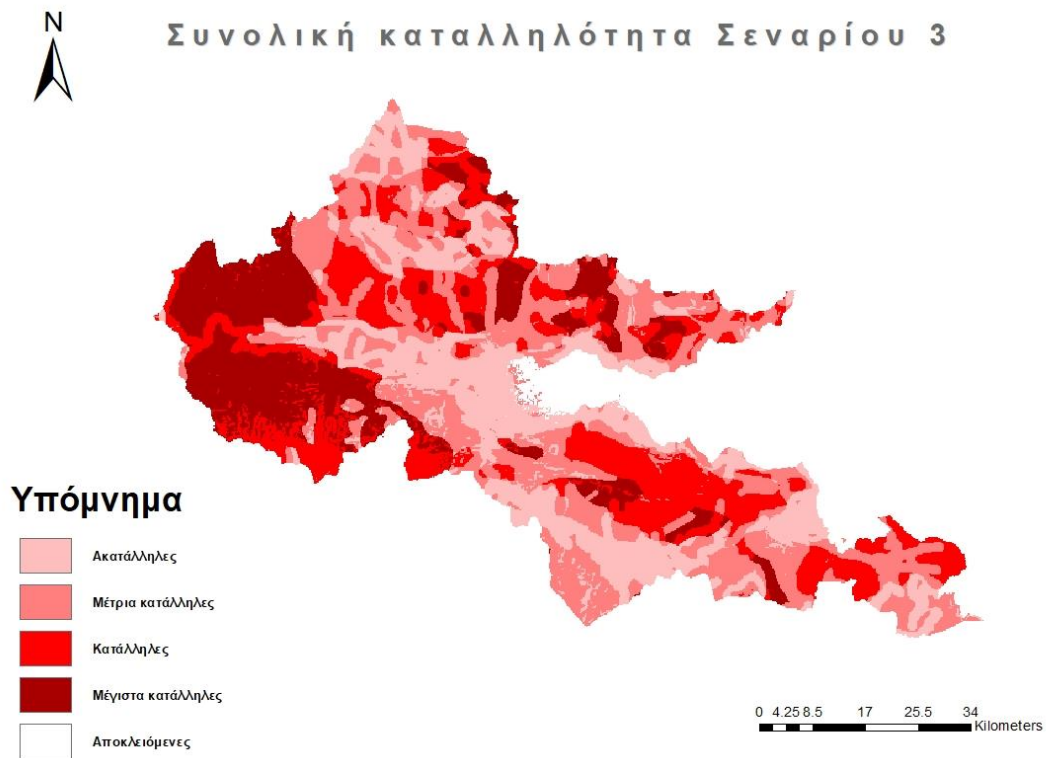 N
Συνολική καταλληλότητα Σεναρίου 3
Υπόμνημα
Ακατάλληλες
Μέτρια κατάλληλες
Κατάλληλες
Μέγιστα κατάλληλες
Αποκλειόμενες
0 4.25 8.5 17 25.5 34
Kilometers